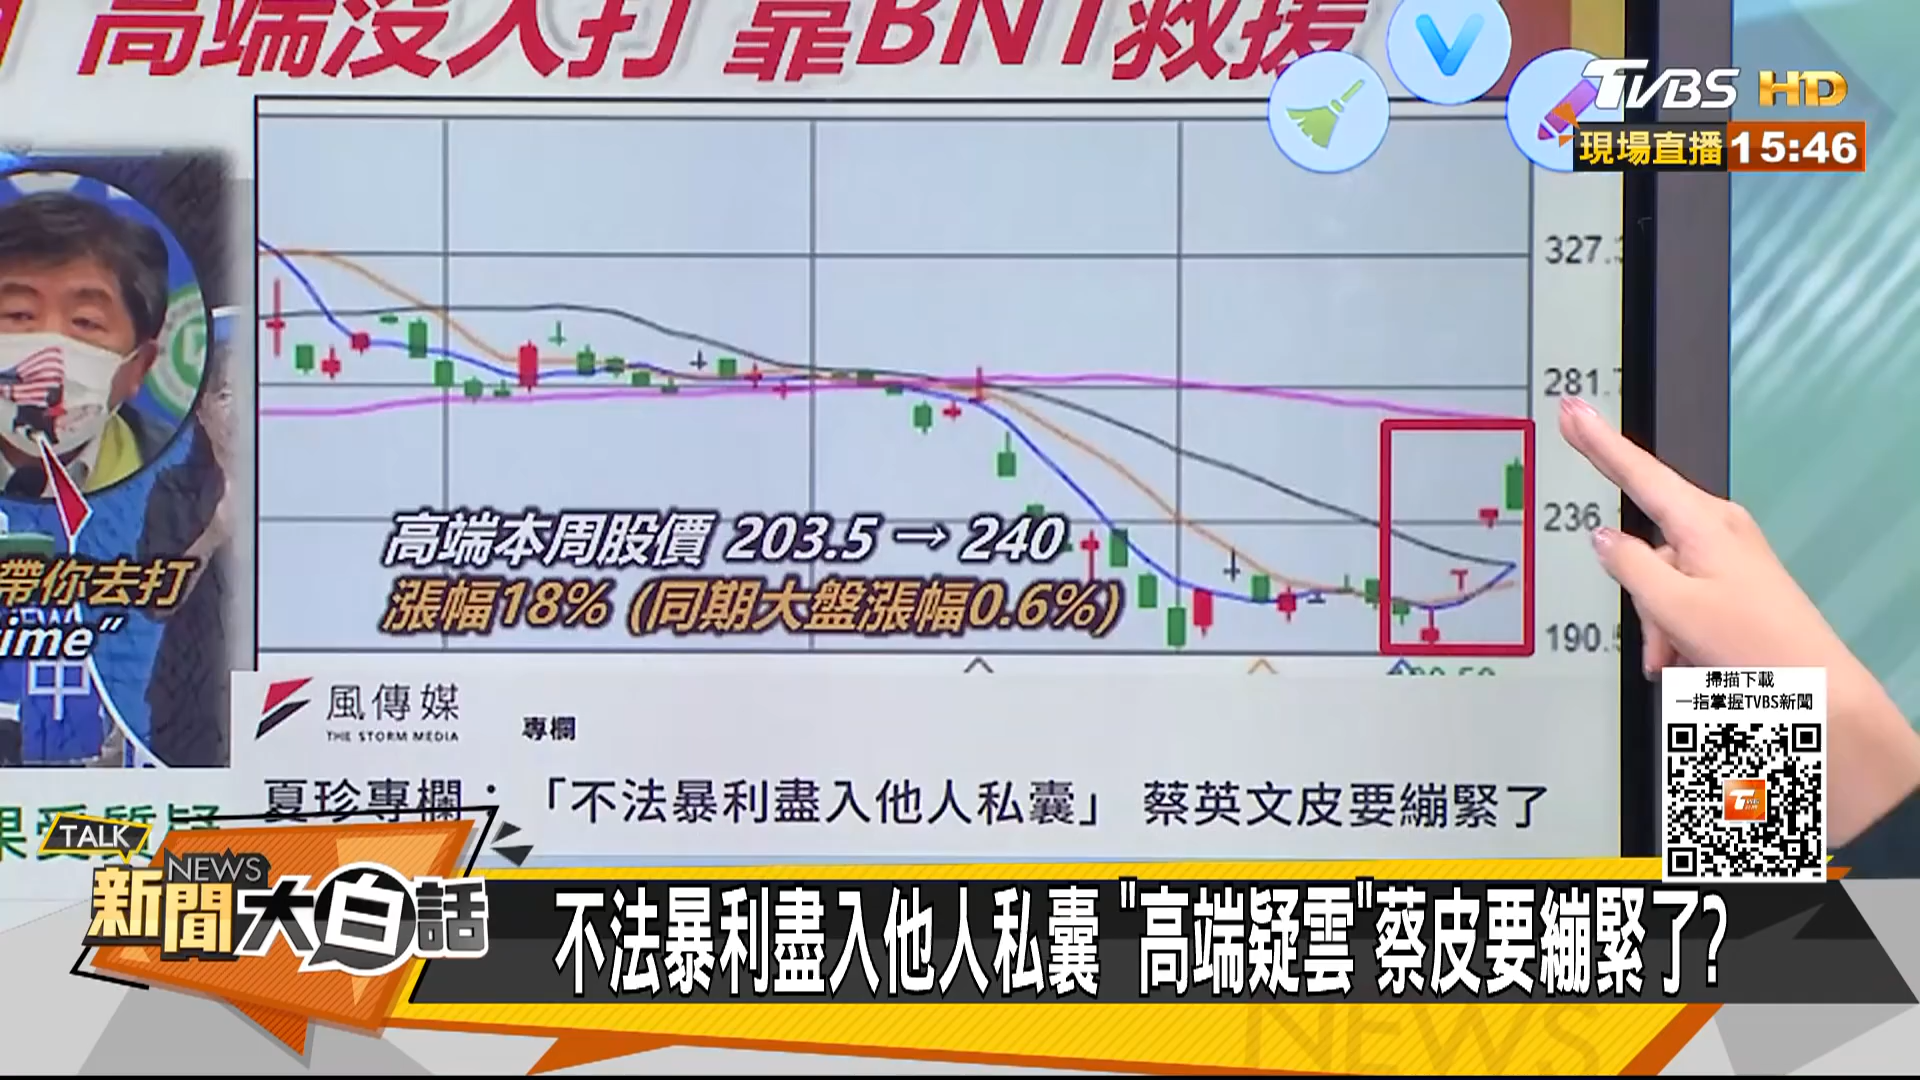 高端沒人打 靠BNT救援
TVBS HD
現場直播 15:46
327.
281.7
236.
190.5
高端本周股價 203.5 → 240
漲幅18% (同期大盤漲幅0.6%)
帶你去打
ime"
風傳媒
THE STORM MEDIA
專欄
夏珍專欄：「不法暴利盡入他人私囊」 蔡英文皮要繃緊了
果受質疑
掃描下載
一指掌握TVBS新聞
TALK
NEWS
新聞大白話
不法暴利盡入他人私囊 "高端疑雲"蔡皮要繃緊了?
NEWS